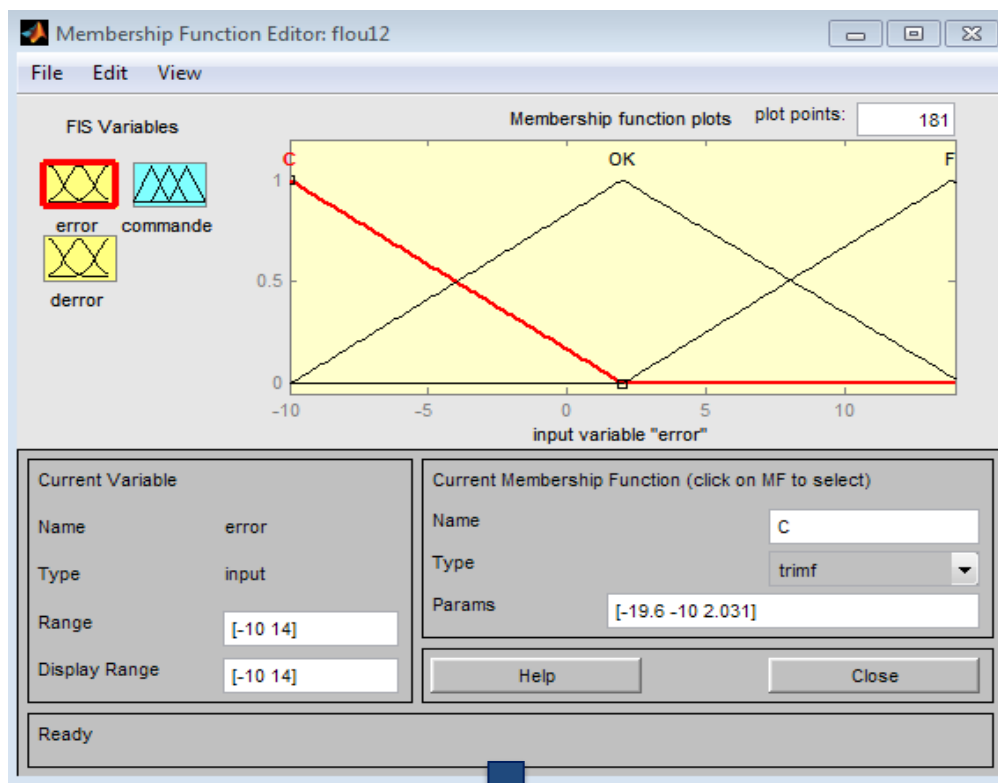 Membership Function Editor: flou12
File Edit View
FIS Variables
Membership function plots plot points: 181
error commande
derror
C OK F
1
0.5
0
-10 -5 0 5 10
input variable "error"
Current Variable
Name error
Type input
Range [-10 14]
Display Range [-10 14]
Current Membership Function (click on MF to select)
Name C
Type trimf
Params [-19.6 -10 2.031]
Help Close
Ready